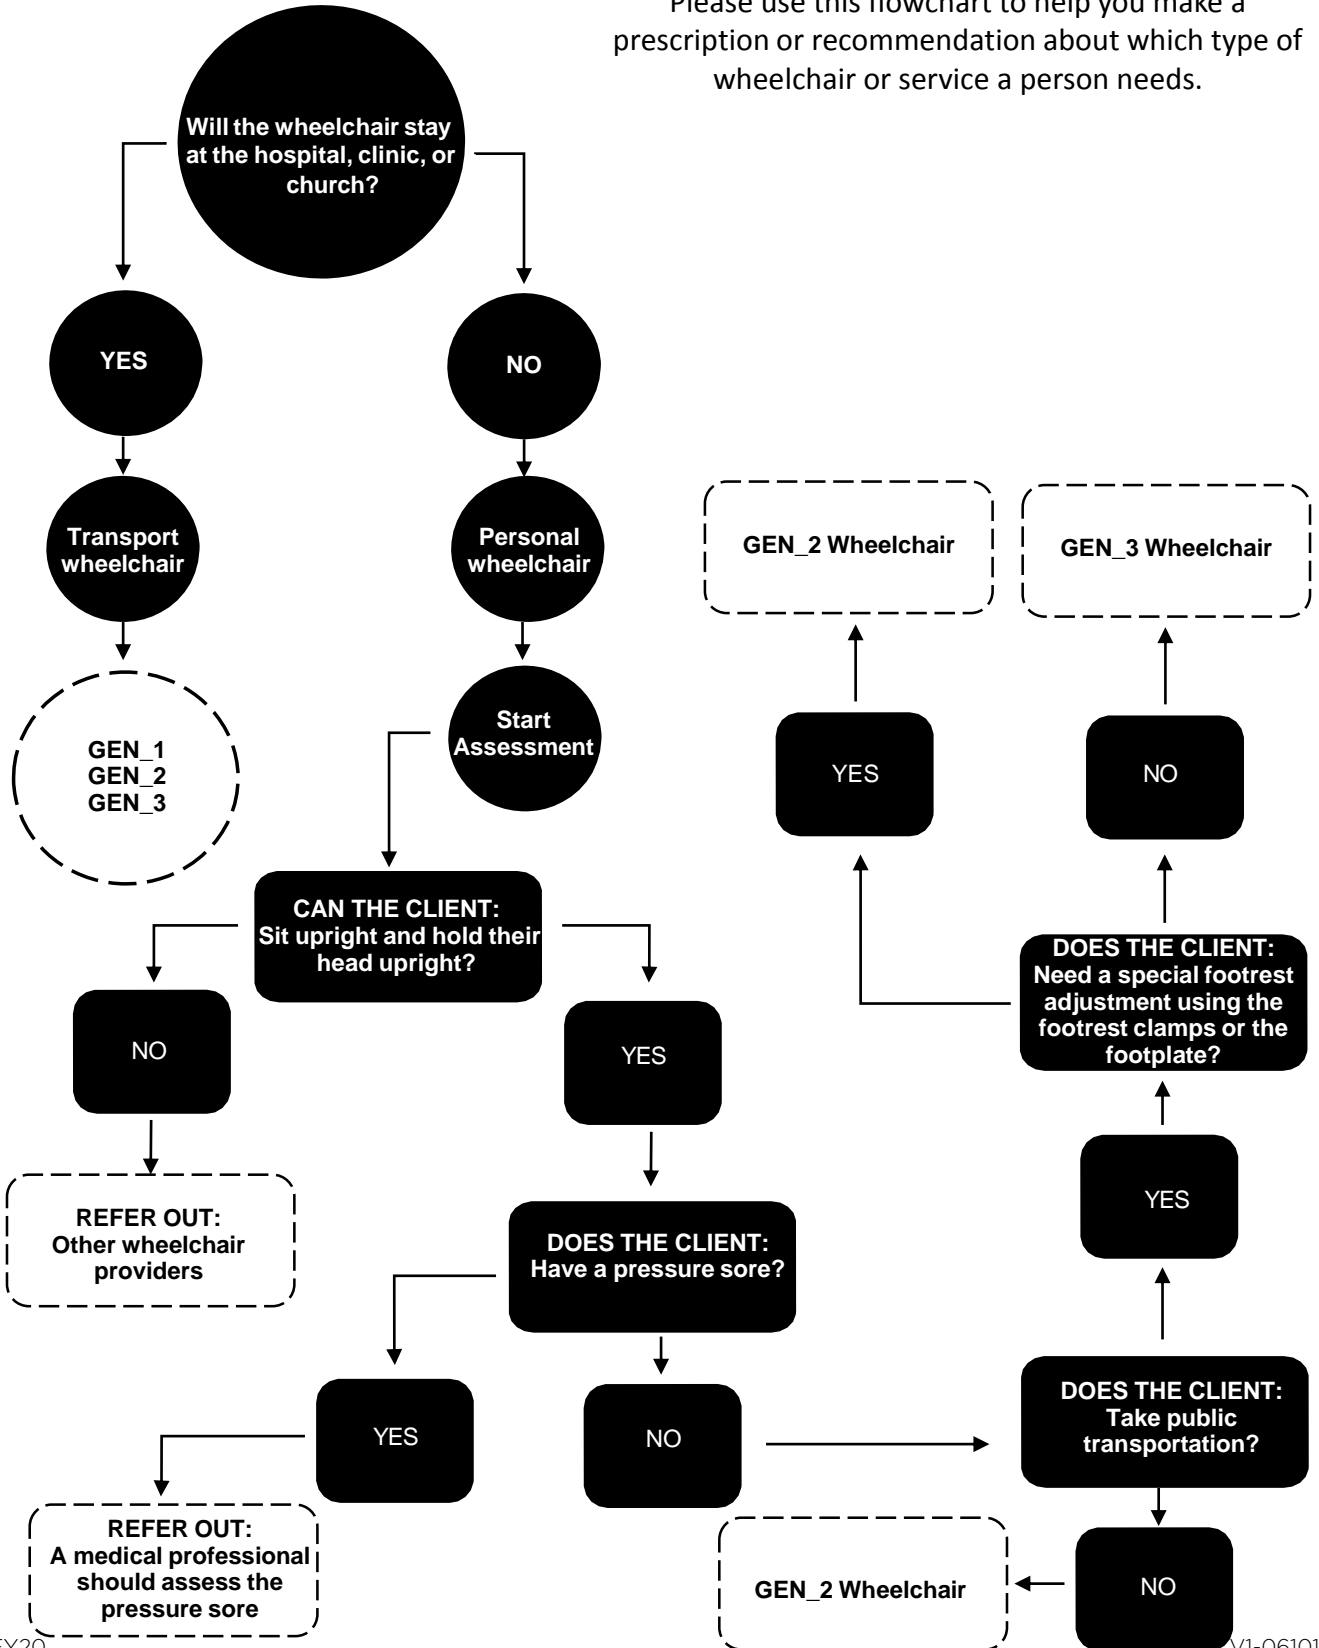 Please use this flowchart to help you make a
prescription or recommendation about which type of
wheelchair or service a person needs.
Will the wheelchair stay
at the hospital, clinic, or
church?
YES
NO
Transport
wheelchair
Personal
wheelchair
GEN_1
GEN_2
GEN_3
Start
Assessment
CAN THE CLIENT:
Sit upright and hold their
head upright?
NO
YES
REFER OUT:
Other wheelchair
providers
DOES THE CLIENT:
Have a pressure sore?
YES
NO
REFER OUT:
A medical professional
should assess the
pressure sore
DOES THE CLIENT:
Take public
transportation?
NO
GEN_2 Wheelchair
YES
DOES THE CLIENT:
Need a special footrest
adjustment using the
footrest clamps or the
footplate?
YES
NO
GEN_2 Wheelchair
GEN_3 Wheelchair
V1-06101